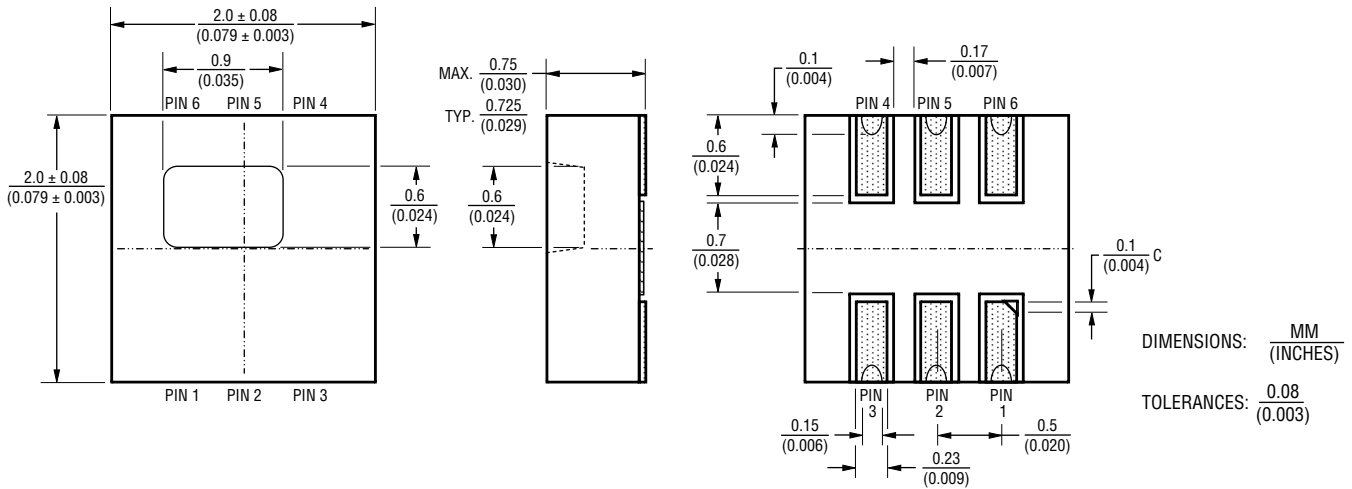 2.0 ± 0.08
(0.079 ± 0.003)
0.9
(0.035)
PIN 6 PIN 5 PIN 4
2.0 ± 0.08
(0.079 ± 0.003)
0.6
(0.024)
PIN 1 PIN 2 PIN 3
MAX. 0.75
(0.030)
TYP. 0.725
(0.029)
0.6
(0.024)
0.1
(0.004)
0.17
(0.007)
PIN 4 PIN 5 PIN 6
0.6
(0.024)
0.7
(0.028)
0.1
(0.004) C
PIN 3
PIN 2
PIN 1
0.15
(0.006)
0.5
(0.020)
0.23
(0.009)
DIMENSIONS: MM
(INCHES)
TOLERANCES: 0.08
(0.003)